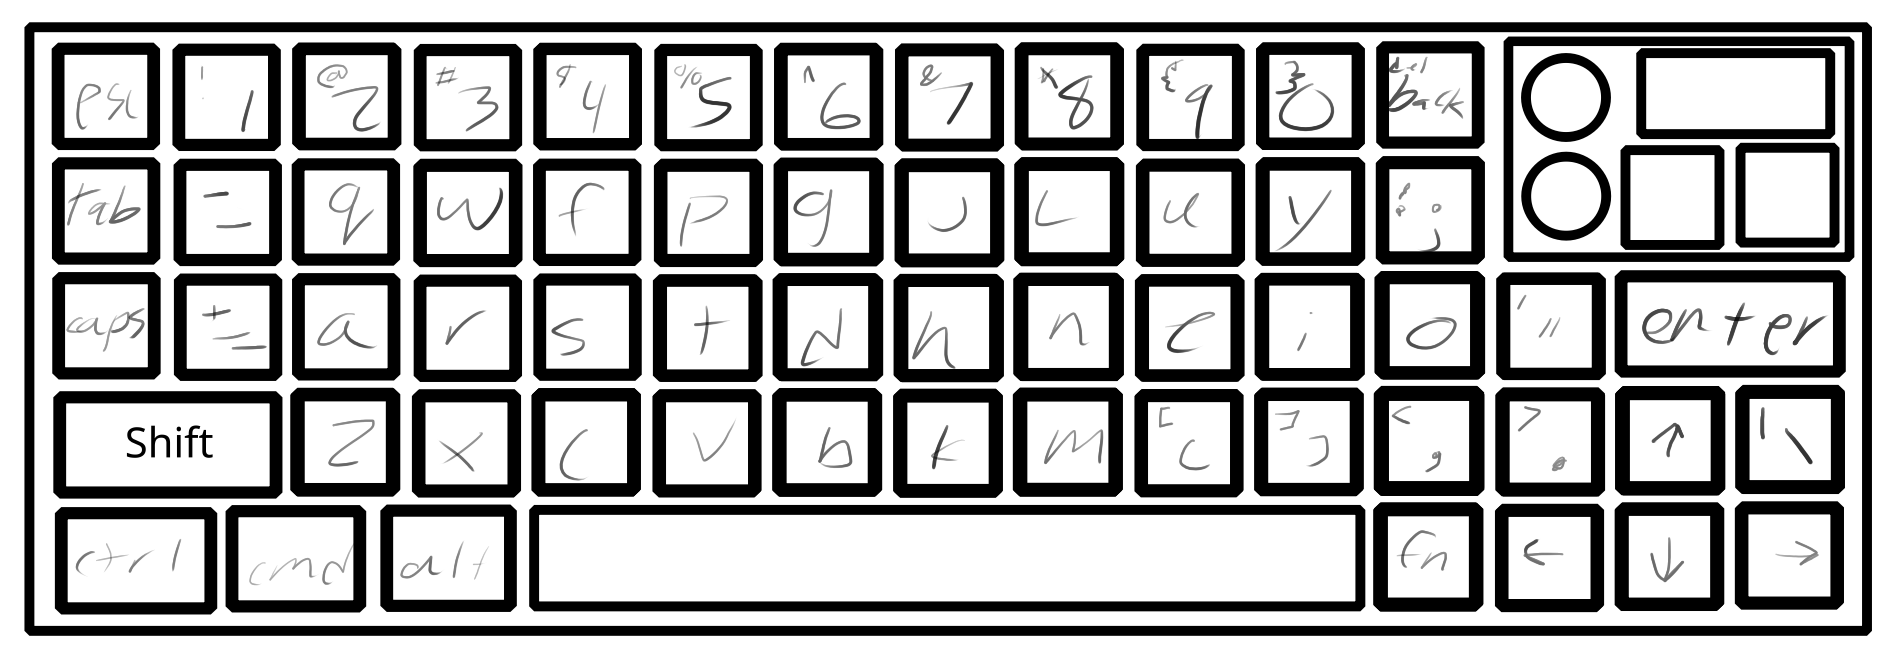 esc ! 1 @ 2 # 3 $ 4 % 5 ^ 6 & 7 * 8 { 9 } 0 del back
tab - _ q w f p g j L u y : ;
caps + = a r s t d h n e i o ' " enter
Shift z x c v b k m [ c ] < , > . ↑ | \
ctrl cmd alt fn ← ↓ →